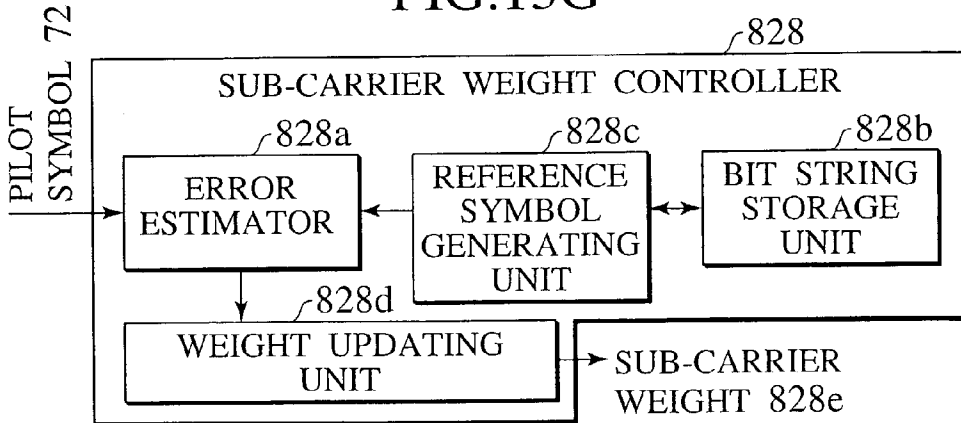 FIG.13G
PILOT
SYMBOL 72
828
SUB-CARRIER WEIGHT CONTROLLER
828a
828c
828b
ERROR
ESTIMATOR
REFERENCE
SYMBOL
GENERATING
UNIT
BIT STRING
STORAGE
UNIT
828d
WEIGHT UPDATING
UNIT
SUB-CARRIER
WEIGHT 828e